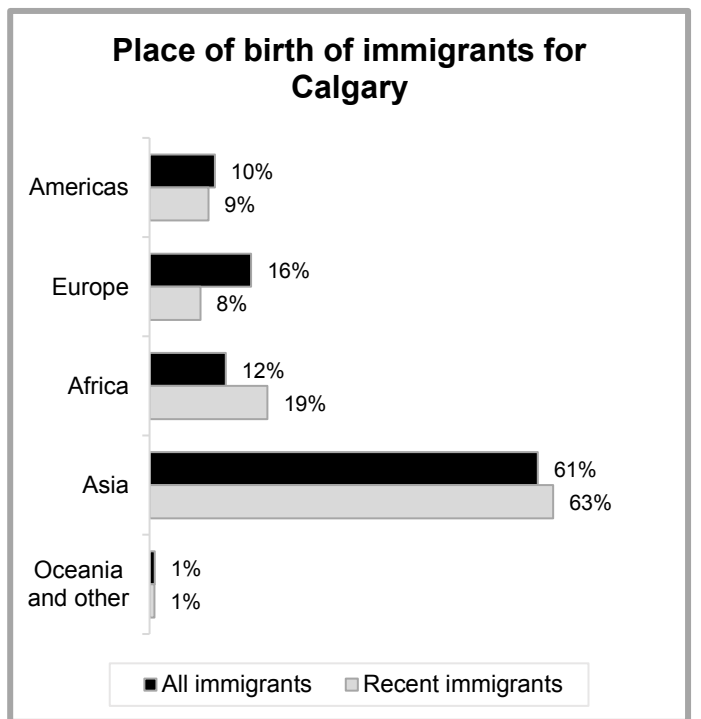 Place of birth of immigrants for
Calgary
Americas
10%
9%
Europe
16%
8%
Africa
12%
19%
Asia
61%
63%
Oceania
and other
1%
1%
All immigrants
Recent immigrants